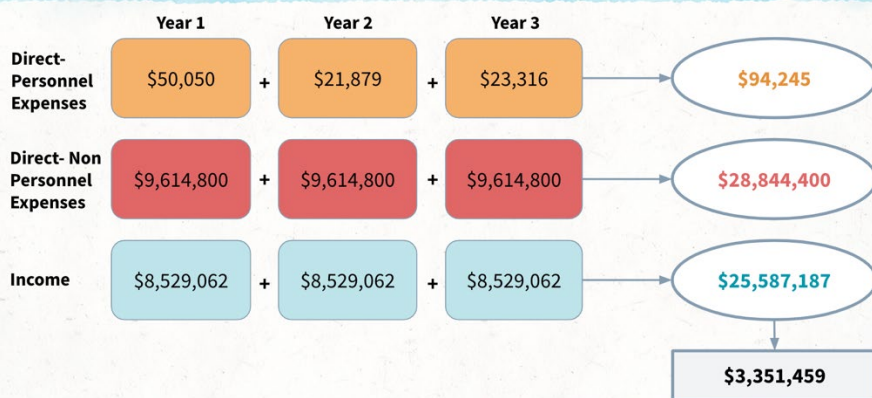 Year 1 Year 2 Year 3
Direct-
Personnel
Expenses
$50,050 + $21,879 + $23,316 $94,245
Direct- Non
Personnel
Expenses
$9,614,800 + $9,614,800 + $9,614,800 $28,844,400
Income $8,529,062 + $8,529,062 + $8,529,062 $25,587,187
$3,351,459